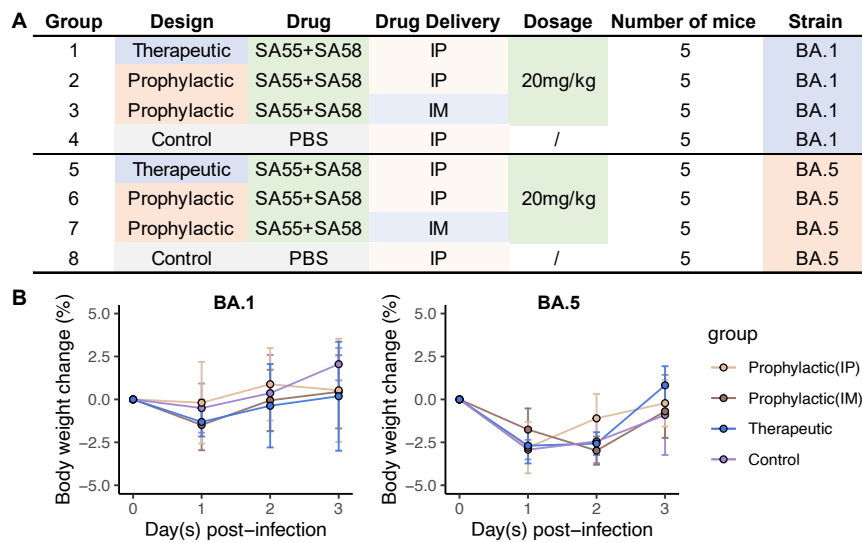 A Group Design Drug Drug Delivery Dosage Number of mice Strain
1 Therapeutic SA55+SA58 IP 5 BA.1
2 Prophylactic SA55+SA58 IP 20mg/kg 5 BA.1
3 Prophylactic SA55+SA58 IM 5 BA.1
4 Control PBS IP / 5 BA.1
5 Therapeutic SA55+SA58 IP 5 BA.5
6 Prophylactic SA55+SA58 IP 20mg/kg 5 BA.5
7 Prophylactic SA55+SA58 IM 5 BA.5
8 Control PBS IP / 5 BA.5
B
BA.1
Body weight change (%)
5.0
2.5
0.0
−2.5
−5.0
0 1 2 3
Day(s) post−infection
BA.5
Body weight change (%)
5.0
2.5
0.0
−2.5
−5.0
0 1 2 3
Day(s) post−infection
group
Prophylactic(IP)
Prophylactic(IM)
Therapeutic
Control